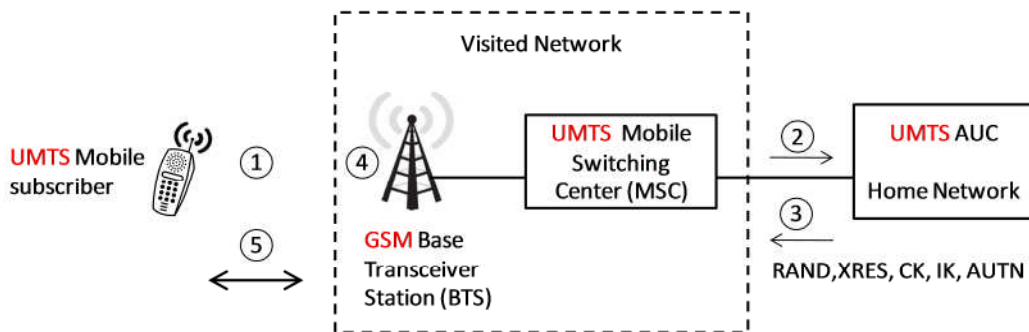 Visited Network
UMTS Mobile
subscriber
1
4
UMTS Mobile
Switching
Center (MSC)
2
UMTS AUC
Home Network
3
5
GSM Base
Transceiver
Station (BTS)
RAND,XRES, CK, IK, AUTN